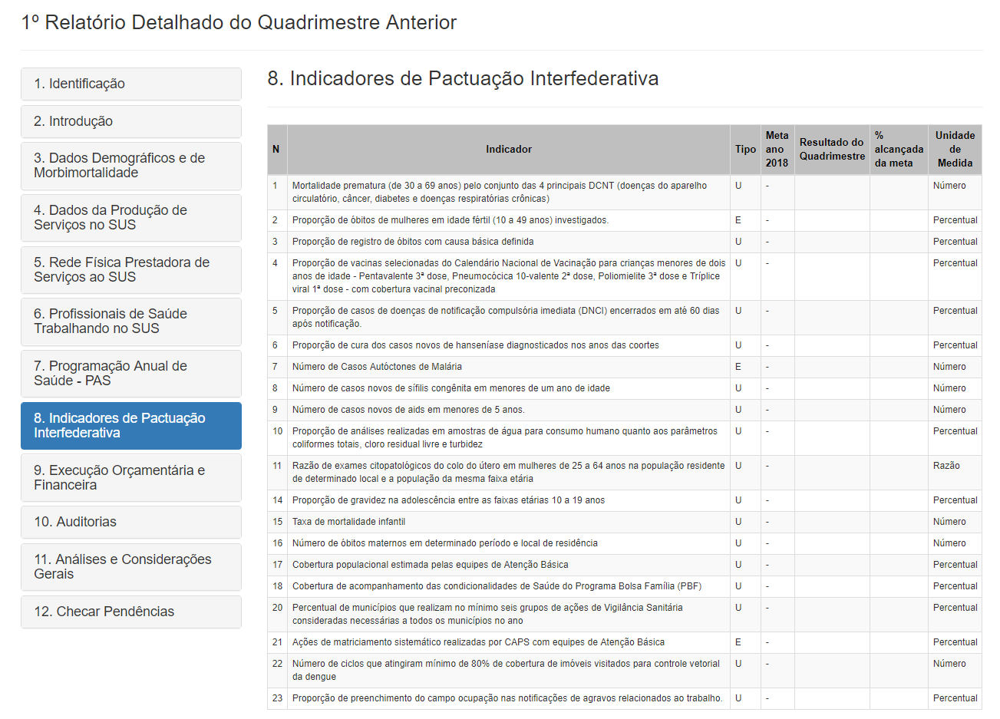 1º Relatório Detalhado do Quadrimestre Anterior
1. Identificação
2. Introdução
3. Dados Demográficos e de
Morbimortalidade
4. Dados da Produção de
Serviços no SUS
5. Rede Física Prestadora de
Serviços ao SUS
6. Profissionais de Saúde
Trabalhando no SUS
7. Programação Anual de
Saúde - PAS
8. Indicadores de Pactuação
Interfederativa
9. Execução Orçamentária e
Financeira
10. Auditorias
11. Análises e Considerações
Gerais
12. Checar Pendências
8. Indicadores de Pactuação Interfederativa
N Indicador Tipo Meta ano 2018 Resultado do Quadrimestre % alcançada da meta Unidade de Medida
1 Mortalidade prematura (de 30 a 69 anos) pelo conjunto das 4 principais DCNT (doenças do aparelho U - Número
circulatório, câncer, diabetes e doenças respiratórias crônicas)
2 Proporção de óbitos de mulheres em idade fértil (10 a 49 anos) investigados. E - Percentual
3 Proporção de registro de óbitos com causa básica definida U - Percentual
4 Proporção de vacinas selecionadas do Calendário Nacional de Vacinação para crianças menores de dois U - Percentual
anos de idade - Pentavalente 3ª dose, Pneumocócica 10-valente 2ª dose, Poliomielite 3ª dose e Tríplice
viral 1ª dose - com cobertura vacinal preconizada
5 Proporção de casos de doenças de notificação compulsória imediata (DNCI) encerrados em até 60 dias U - Percentual
após notificação.
6 Proporção de cura dos casos novos de hanseníase diagnosticados nos anos das coortes U - Percentual
7 Número de Casos Autóctones de Malária E - Número
8 Número de casos novos de sífilis congênita em menores de um ano de idade U - Número
9 Número de casos novos de aids em menores de 5 anos. U - Número
10 Proporção de análises realizadas em amostras de água para consumo humano quanto aos parâmetros U - Percentual
coliformes totais, cloro residual livre e turbidez
11 Razão de exames citopatológicos do colo do útero em mulheres de 25 a 64 anos na população residente U - Razão
de determinado local e a população da mesma faixa etária
14 Proporção de gravidez na adolescência entre as faixas etárias 10 a 19 anos U - Percentual
15 Taxa de mortalidade infantil U - Número
16 Número de óbitos maternos em determinado período e local de residência U - Número
17 Cobertura populacional estimada pelas equipes de Atenção Básica U - Percentual
18 Cobertura de acompanhamento das condicionalidades de Saúde do Programa Bolsa Família (PBF) U - Percentual
20 Percentual de municípios que realizam no mínimo seis grupos de ações de Vigilância Sanitária U - Percentual
consideradas necessárias a todos os municípios no ano
21 Ações de matriciamento sistemático realizadas por CAPS com equipes de Atenção Básica E - Percentual
22 Número de ciclos que atingiram mínimo de 80% de cobertura de imóveis visitados para controle vetorial U - Número
da dengue
23 Proporção de preenchimento do campo ocupação nas notificações de agravos relacionados ao trabalho. U - Percentual